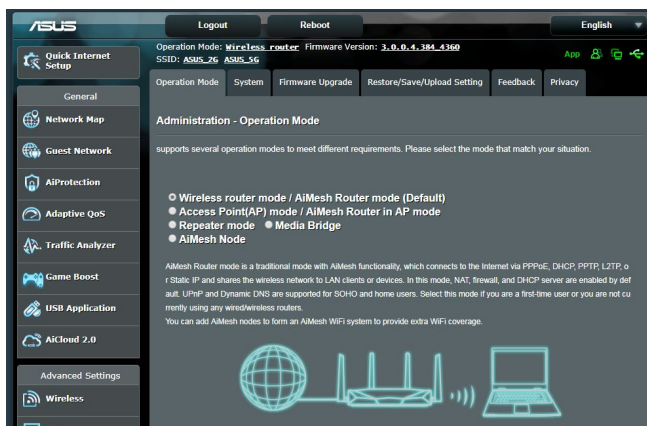 ASUS
Logout
Reboot
English
Quick Internet
Setup
Operation Mode: Wireless router Firmware Version: 3.0.0.4.384_4360
SSID: ASUS_2G ASUS_5G
App
Operation Mode
System
Firmware Upgrade
Restore/Save/Upload Setting
Feedback
Privacy
General
Network Map
Guest Network
AiProtection
Adaptive QoS
Traffic Analyzer
Game Boost
USB Application
AiCloud 2.0
Advanced Settings
Wireless
Administration - Operation Mode
supports several operation modes to meet different requirements. Please select the mode that match your situation.
Wireless router mode / AiMesh Router mode (Default)
Access Point(AP) mode / AiMesh Router in AP mode
Repeater mode Media Bridge
AiMesh Node
AiMesh Router mode is a traditional mode with AiMesh functionality, which connects to the Internet via PPPoE, DHCP, PPTP, L2TP, o
r Static IP and shares the wireless network to LAN clients or devices. In this mode, NAT, firewall, and DHCP server are enabled by def
ault. UPnP and Dynamic DNS are supported for SOHO and home users. Select this mode if you are a first-time user or you are not cu
rrently using any wired/wireless routers.
You can add AiMesh nodes to form an AiMesh WiFi system to provide extra WiFi coverage.